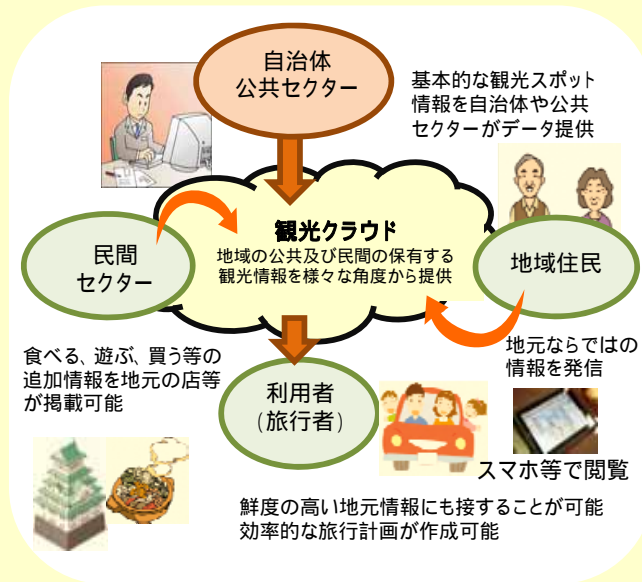 自治体
公共セクター
基本的な観光スポット
情報を自治体や公共
セクターがデータ提供
観光クラウド
地域の公共及び民間の保有する
観光情報を様々な角度から提供
民間
セクター
地域住民
食べる、遊ぶ、買う等の
追加情報を地元の店等
が掲載可能
地元ならではの
情報を発信
利用者
(旅行者)
スマホ等で閲覧
鮮度の高い地元情報にも接することが可能
効率的な旅行計画が作成可能